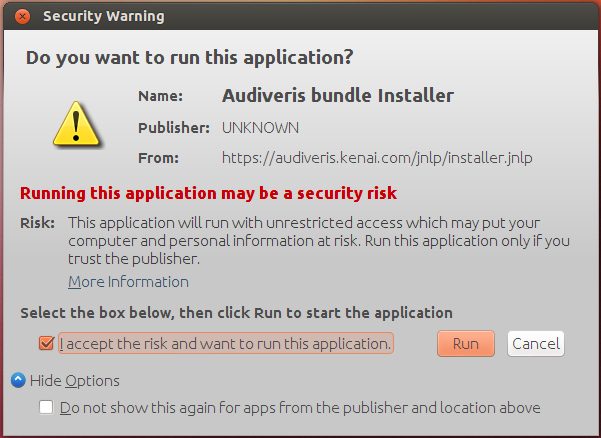 Security Warning
Do you want to run this application?
Name: Audiveris bundle Installer
Publisher: UNKNOWN
From: https://audiveris.kenai.com/jnlp/installer.jnlp
Running this application may be a security risk
Risk: This application will run with unrestricted access which may put your
computer and personal information at risk. Run this application only if you
trust the publisher.
More Information
Select the box below, then click Run to start the application
I accept the risk and want to run this application. Run Cancel
Hide Options
Do not show this again for apps from the publisher and location above